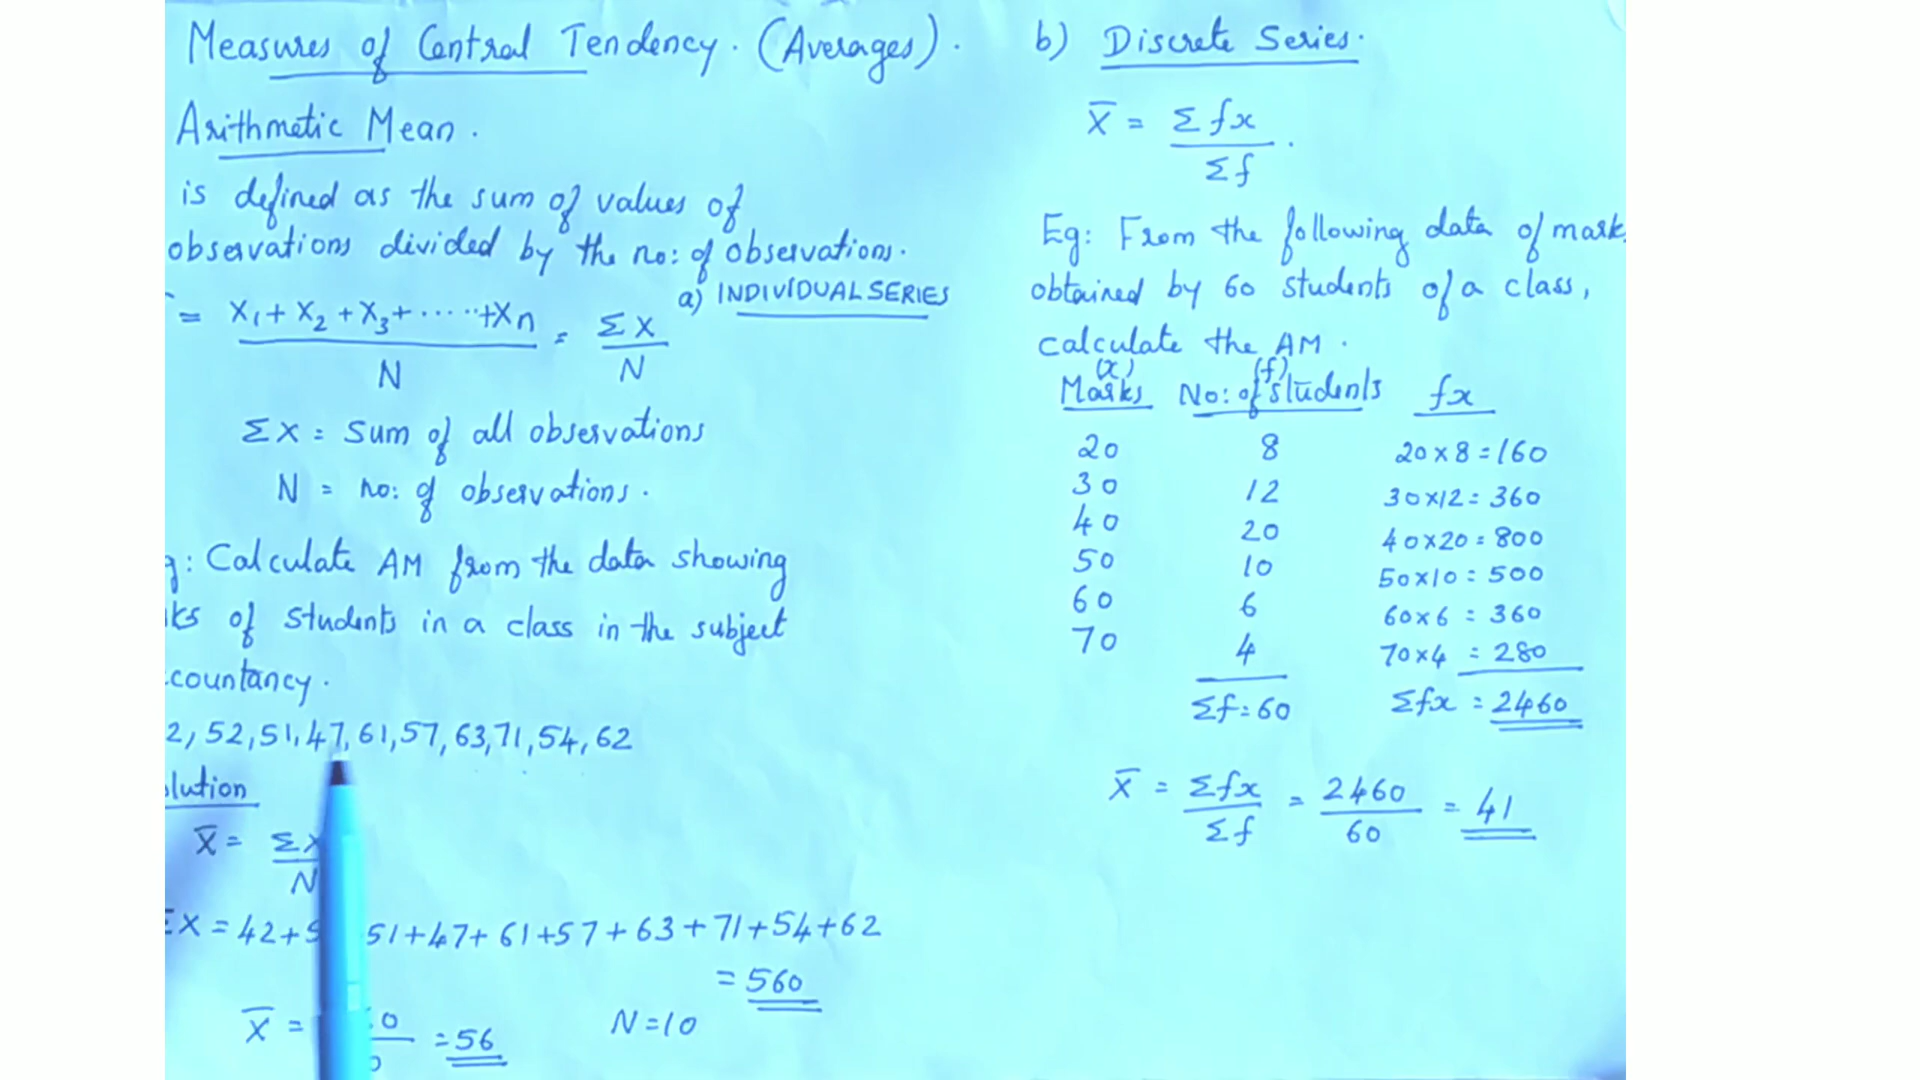 Measures of Central Tendency. (Averages).
Arithmetic Mean.
is defined as the sum of values of
observations divided by the no: of observations.
a) INDIVIDUAL SERIES
= X₁ + X₂ + X₃ + ..... + Xn / N = ΣX / N
ΣX = Sum of all observations
N = no: of observations.
: Calculate AM from the data showing
of students in a class in the subject
countancy.
2, 52, 51, 47, 61, 57, 63, 71, 54, 62
lution
X̄ = ΣX / N
ΣX = 42 + 5 51 + 47 + 61 + 57 + 63 + 71 + 54 + 62
= 560
X̄ = 0 / 0 = 56 N = 10
b) Discrete Series.
X̄ = Σfx / Σf.
Eg: From the following data of mark
obtained by 60 students of a class,
calculate the AM.
(x) (f)
Marks No: of students fx
20 8 20 x 8 = 160
30 12 30 x 12 = 360
40 20 40 x 20 = 800
50 10 50 x 10 = 500
60 6 60 x 6 = 360
70 4 70 x 4 = 280
Σf = 60 Σfx = 2460
X̄ = Σfx / Σf = 2460 / 60 = 41